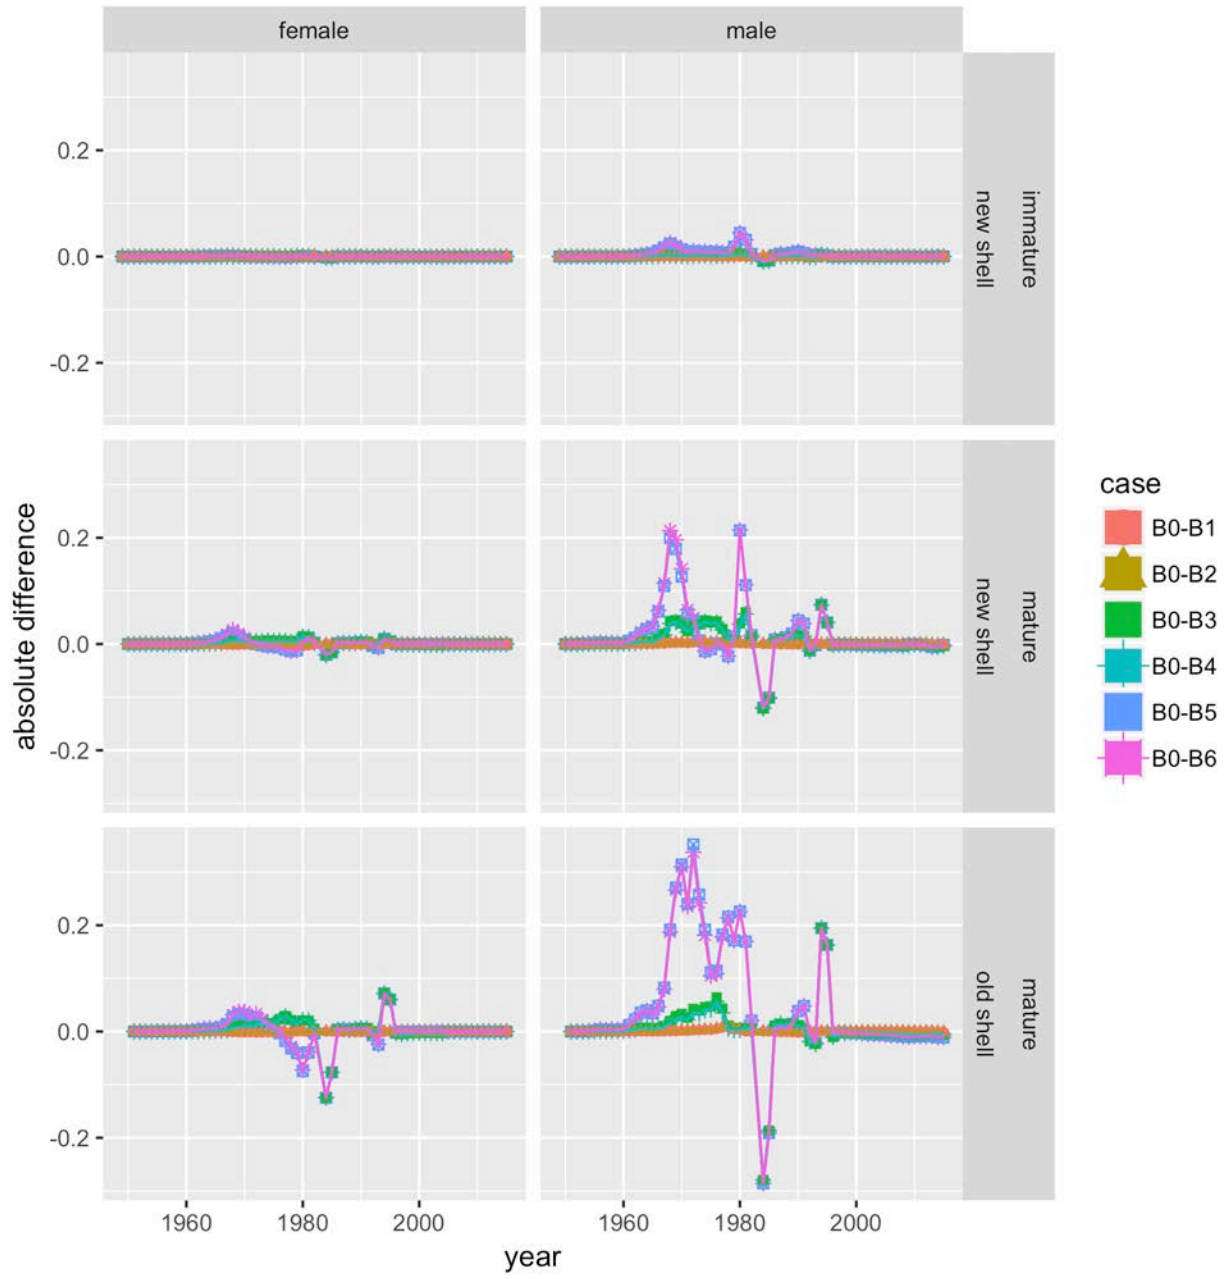 female
male
0.2
0.0
-0.2
immature
new shell
0.2
0.0
-0.2
mature
new shell
0.2
0.0
-0.2
mature
old shell
1960
1980
2000
1960
1980
2000
year
absolute difference
case
B0-B1
B0-B2
B0-B3
B0-B4
B0-B5
B0-B6